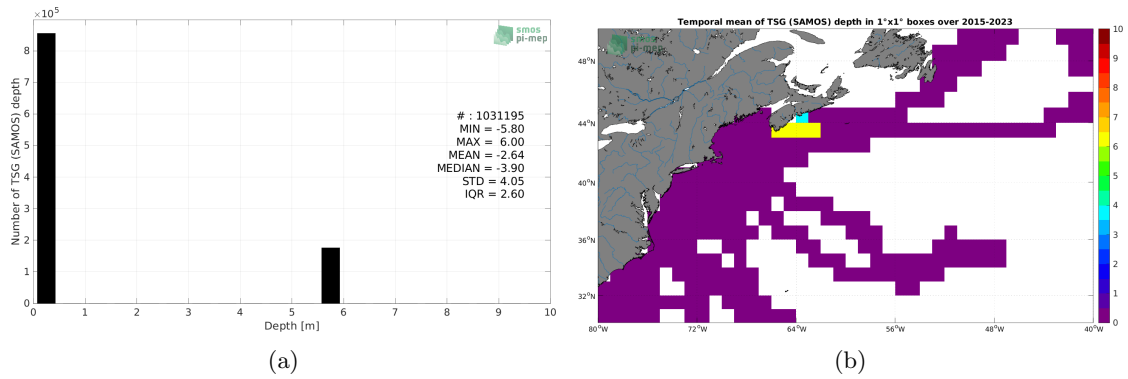 ×10⁵
8
7
6
5
4
3
2
1
0
Number of TSG (SAMOS) depth
smos
pi-mep
# : 1031195
MIN = -5.80
MAX = 6.00
MEAN = -2.64
MEDIAN = -3.90
STD = 4.05
IQR = 2.60
0 1 2 3 4 5 6 7 8 9 10
Depth [m]
(a)
Temporal mean of TSG (SAMOS) depth in 1°x1° boxes over 2015-2023
smos
pi-mep
48°N
44°N
40°N
36°N
32°N
80°W 72°W 64°W 56°W 48°W 40°W
10
9
8
7
6
5
4
3
2
1
0
(b)